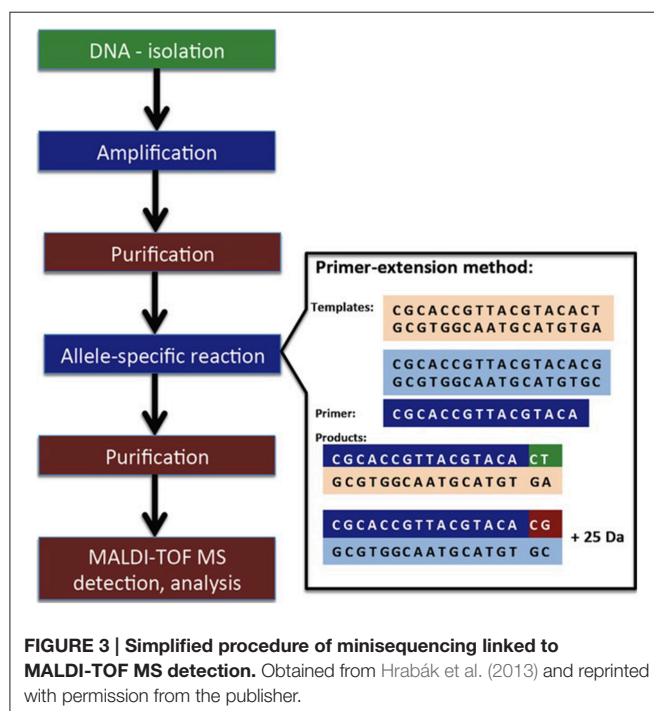 DNA - isolation
Amplification
Purification
Allele-specific reaction
Purification
MALDI-TOF MS
detection, analysis
Primer-extension method:
Templates:
CGCACCGTTACGTACACT
GCGTGGCAATGCATGTGA
CGCACCGTTACGTACACG
GCGTGGCAATGCATGTGC
Primer:
CGCACCGTTACGTACA
Products:
CGCACCGTTACGTACA CT
GCGTGGCAATGCATGT GA
CGCACCGTTACGTACA CG
GCGTGGCAATGCATGT GC
+ 25 Da
FIGURE 3 | Simplified procedure of minisequencing linked to
MALDI-TOF MS detection. Obtained from Hrabák et al. (2013) and reprinted
with permission from the publisher.